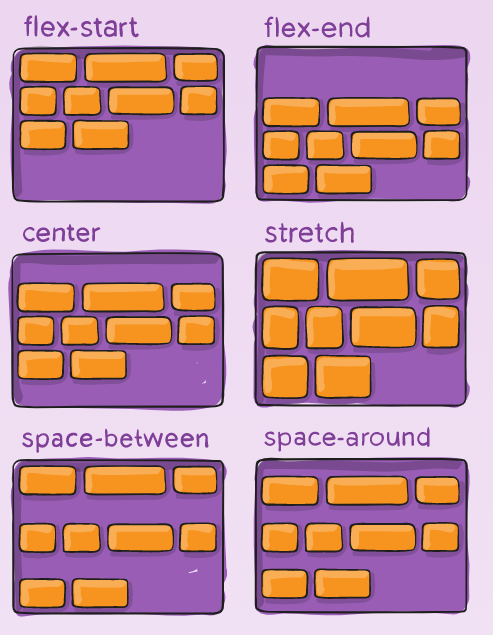 flex-start
flex-end
center
stretch
space-between
space-around